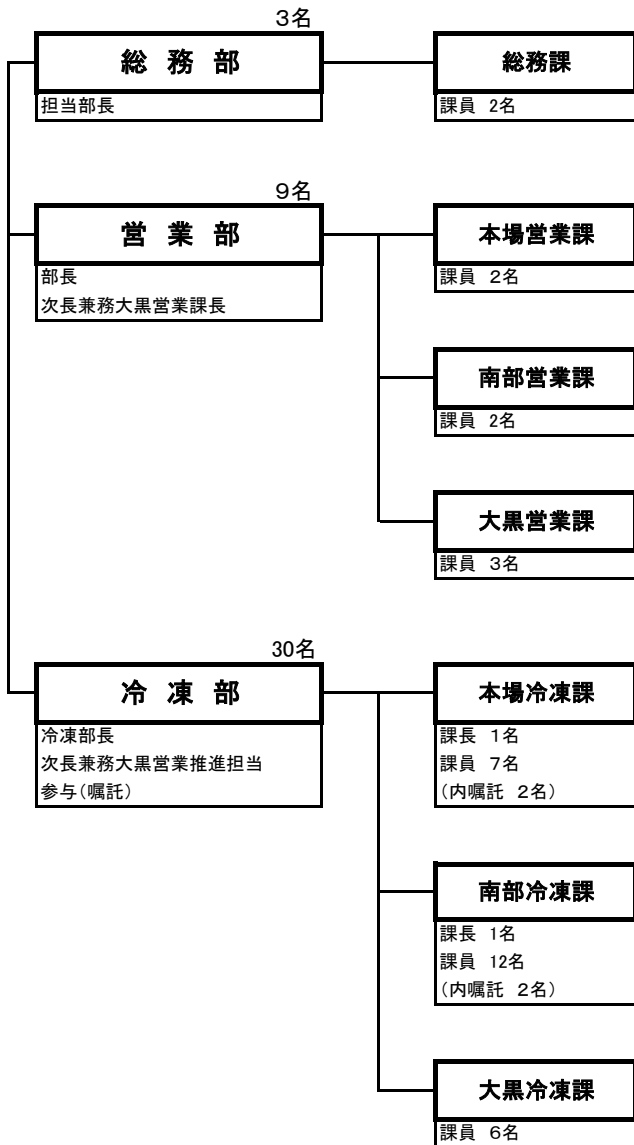 3名
総 務 部
総務課
担当部長
課員 2名
9名
営 業 部
本場営業課
部長
次長兼務大黒営業課長
課員 2名
南部営業課
課員 2名
大黒営業課
課員 3名
30名
冷 凍 部
本場冷凍課
冷凍部長
次長兼務大黒営業推進担当
参与(嘱託)
課長 1名
課員 7名
(内嘱託 2名)
南部冷凍課
課長 1名
課員 12名
(内嘱託 2名)
大黒冷凍課
課員 6名